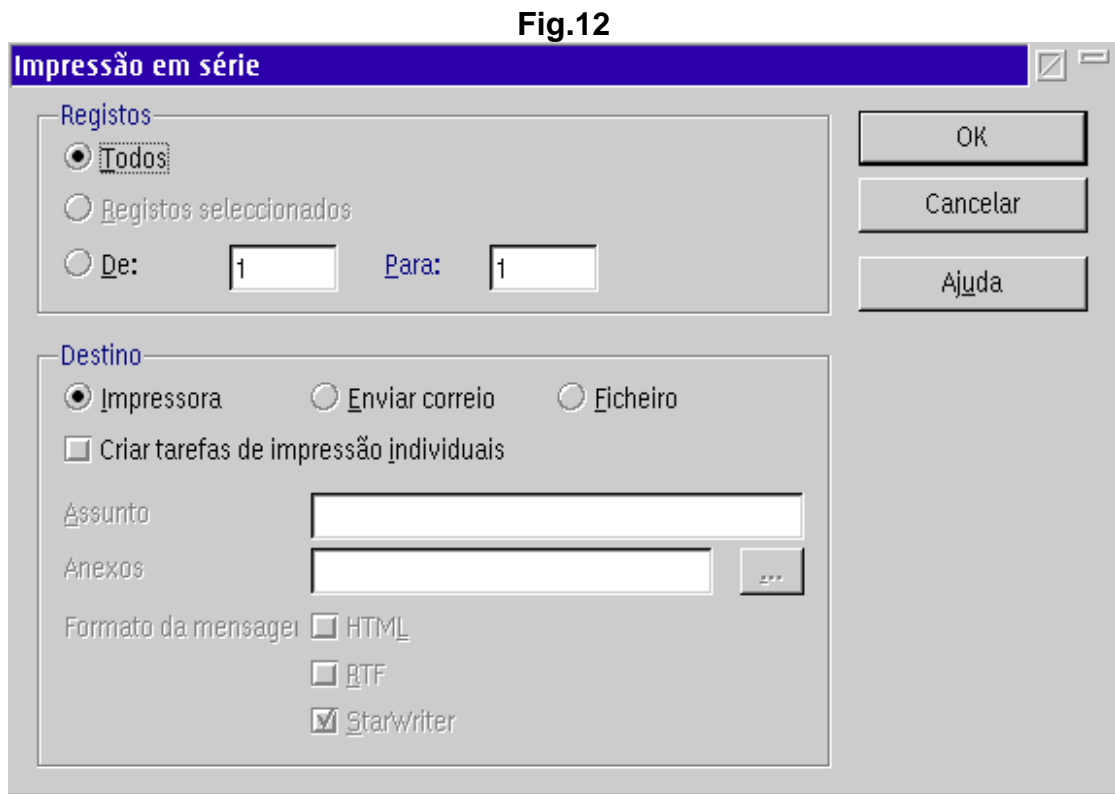 Fig.12
Impressão em série
Registos
Todos
OK
Registos seleccionados
Cancelar
De: 1 Para: 1
Ajuda
Destino
Impressora Enviar correio Ficheiro
Criar tarefas de impressão individuais
Assunto
Anexos ...
Formato da mensager HTML
RTF
StarWriter